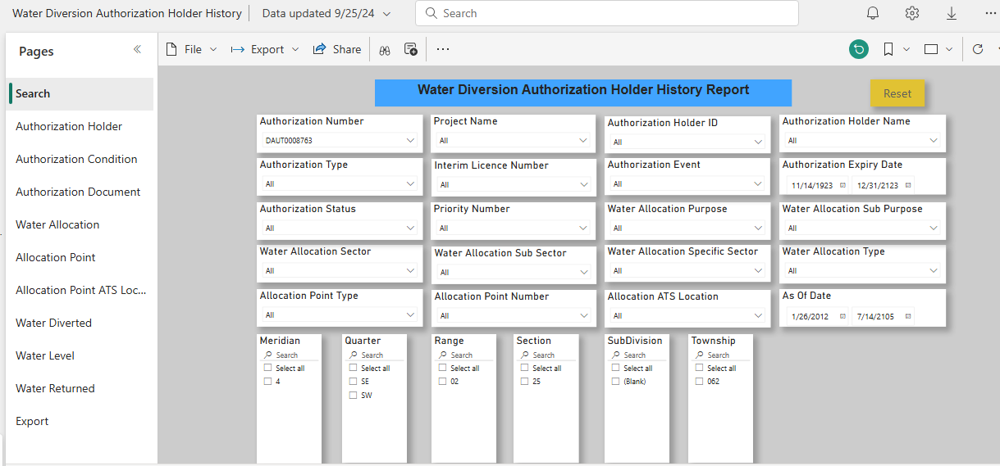 Water Diversion Authorization Holder History
Data updated 9/25/24
Search
Pages
File
Export
Share
Search
Authorization Holder
Authorization Condition
Authorization Document
Water Allocation
Allocation Point
Allocation Point ATS Loc...
Water Diverted
Water Level
Water Returned
Export
Water Diversion Authorization Holder History Report
Reset
Authorization Number
DAUT0008763
Project Name
All
Authorization Holder ID
All
Authorization Holder Name
All
Authorization Type
All
Interim Licence Number
All
Authorization Event
All
Authorization Expiry Date
11/14/1923 12/31/2123
Authorization Status
All
Priority Number
All
Water Allocation Purpose
All
Water Allocation Sub Purpose
All
Water Allocation Sector
All
Water Allocation Sub Sector
All
Water Allocation Specific Sector
All
Water Allocation Type
All
Allocation Point Type
All
Allocation Point Number
All
Allocation ATS Location
All
As Of Date
1/26/2012 7/14/2105
Meridian
Search
Select all
4
Quarter
Search
Select all
SE
SW
Range
Search
Select all
02
Section
Search
Select all
25
SubDivision
Search
Select all
(Blank)
Township
Search
Select all
062